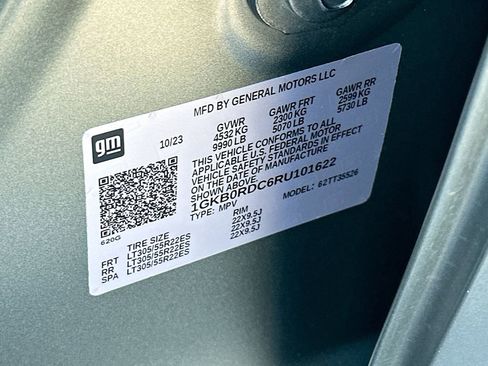 MFD BY GENERAL MOTORS LLC
gm
10/23
GVWR GAWR FRT GAWR RR
4532 KG 2300 KG 2599 KG
9990 LB 5070 LB 5730 LB
THIS VEHICLE CONFORMS TO ALL
APPLICABLE U.S. FEDERAL MOTOR
VEHICLE SAFETY STANDARDS IN EFFECT
ON THE DATE OF MANUFACTURE
SHOWN ABOVE.
1GKB0RDC6RU101622
TYPE: MPV MODEL: 62TT35526
620G
TIRE SIZE RIM
FRT LT305/55R22ES 22X9.5J
RR LT305/55R22ES 22X9.5J
SPA LT305/55R22ES 22X9.5J